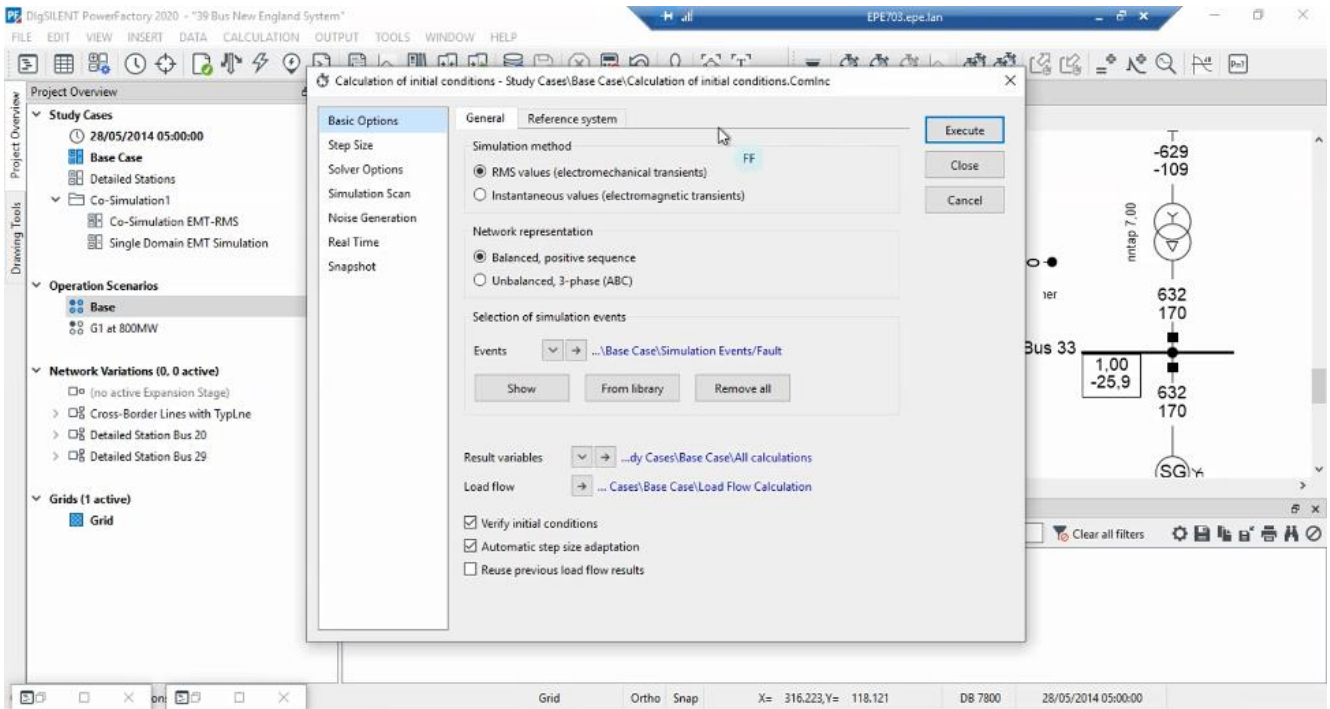 PF DIgSILENT PowerFactory 2020 - "39 Bus New England System"
EPE703.epe.lan
FILE EDIT VIEW INSERT DATA CALCULATION OUTPUT TOOLS WINDOW HELP
Project Overview
Project Overview
Drawing Tools
Study Cases
28/05/2014 05:00:00
Base Case
Detailed Stations
Co-Simulation1
Co-Simulation EMT-RMS
Single Domain EMT Simulation
Operation Scenarios
Base
G1 at 800MW
Network Variations (0, 0 active)
(no active Expansion Stage)
Cross-Border Lines with TypLne
Detailed Station Bus 20
Detailed Station Bus 29
Grids (1 active)
Grid
Calculation of initial conditions - Study Cases\Base Case\Calculation of initial conditions.ComInc
Basic Options
Step Size
Solver Options
Simulation Scan
Noise Generation
Real Time
Snapshot
General Reference system
Simulation method
FF
RMS values (electromechanical transients)
Instantaneous values (electromagnetic transients)
Network representation
Balanced, positive sequence
Unbalanced, 3-phase (ABC)
Selection of simulation events
Events ...\Base Case\Simulation Events/Fault
Show From library Remove all
Result variables ...dy Cases\Base Case\All calculations
Load flow ... Cases\Base Case\Load Flow Calculation
Verify initial conditions
Automatic step size adaptation
Reuse previous load flow results
Execute
Close
Cancel
-629
-109
nntap 7,00
ner
632
170
Bus 33
1,00
-25,9
632
170
SG
Clear all filters
Grid Ortho Snap X= 316.223,Y= 118.121 DB 7800 28/05/2014 05:00:00